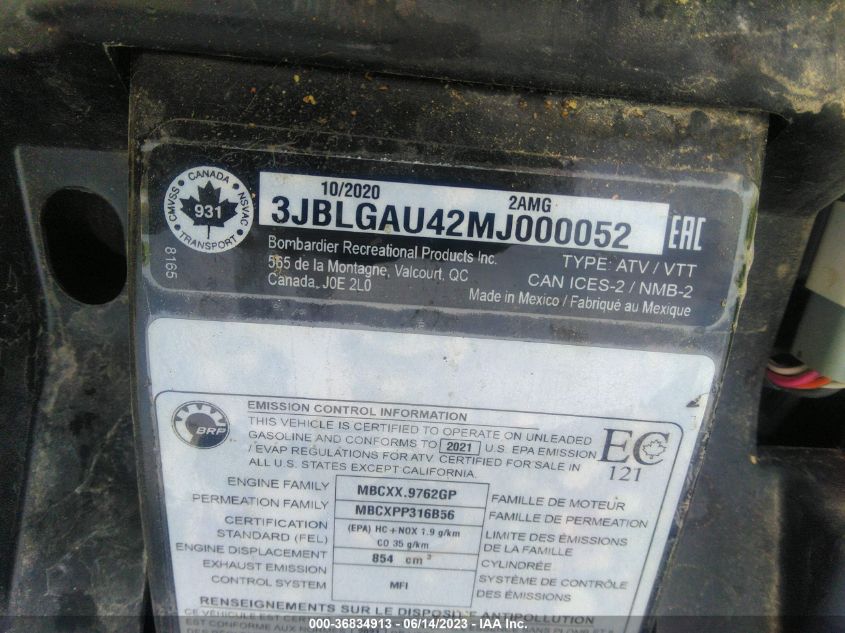 CANADA
CMVSS
NSVAC
931
TRANSPORT
8165
10/2020 2AMG
3JBLGAU42MJ000052
EAC
Bombardier Recreational Products Inc.
565 de la Montagne, Valcourt, QC
Canada, J0E 2L0
TYPE: ATV / VTT
CAN ICES-2 / NMB-2
Made in Mexico / Fabriqué au Mexique
BRP
EMISSION CONTROL INFORMATION
THIS VEHICLE IS CERTIFIED TO OPERATE ON UNLEADED
GASOLINE AND CONFORMS TO 2021 U.S. EPA EMISSION
/ EVAP REGULATIONS FOR ATV CERTIFIED FOR SALE IN
ALL U.S. STATES EXCEPT CALIFORNIA.
EC
121
ENGINE FAMILY MBCXX.9762GP FAMILLE DE MOTEUR
PERMEATION FAMILY MBCXPP316B56 FAMILLE DE PERMEATION
CERTIFICATION (EPA) HC + NOX 1.9 g/km LIMITE DES ÉMISSIONS
STANDARD (FEL) CO 35 g/km DE LA FAMILLE
ENGINE DISPLACEMENT 854 cm³ CYLINDRÉE
EXHAUST EMISSION MFI SYSTÈME DE CONTRÔLE
CONTROL SYSTEM DES ÉMISSIONS
RENSEIGNEMENTS SUR LE DISPOSITIF ANTIPOLLUTION
CE VÉHICULE EST
000-36834913 - 06/14/2023 - IAA Inc.